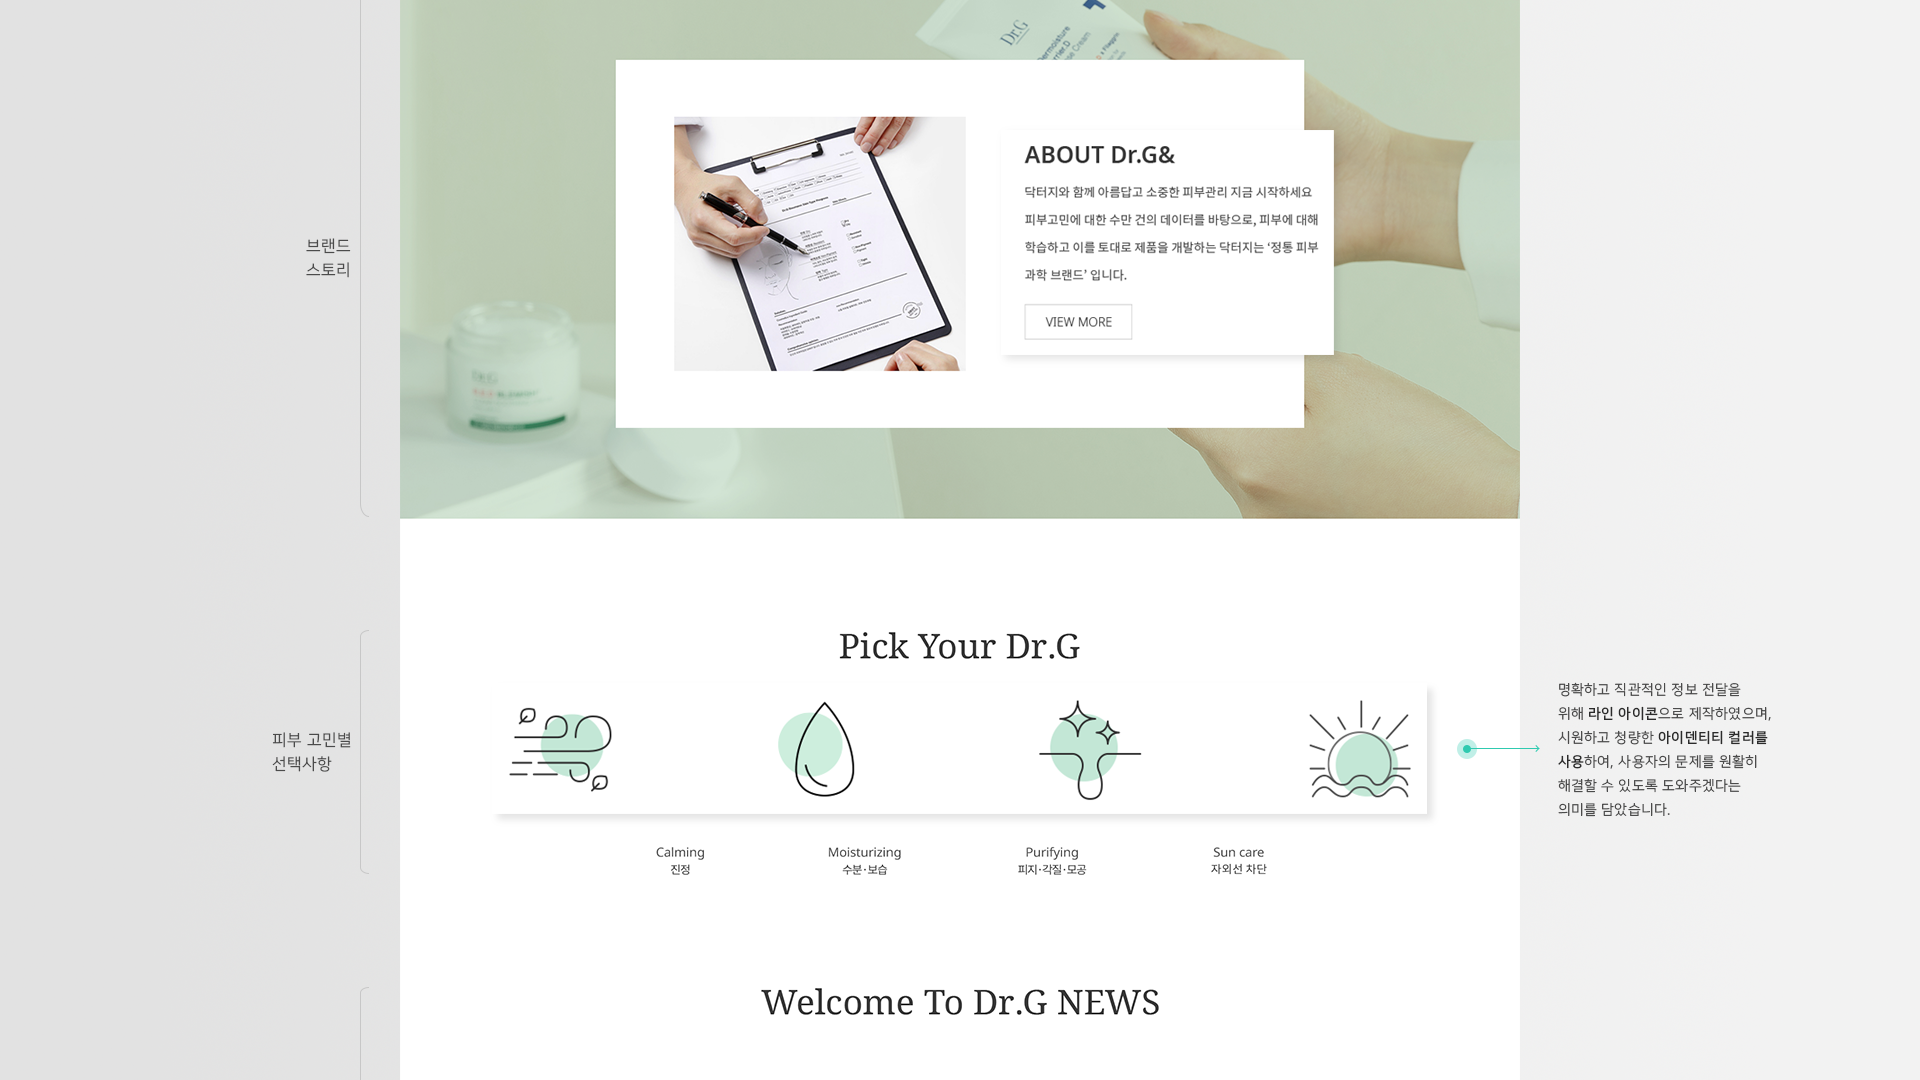 Dr.G
브랜드
스토리
ABOUT Dr.G&
닥터지와 함께 아름답고 소중한 피부관리 지금 시작하세요
피부고민에 대한 수만 건의 데이터를 바탕으로, 피부에 대해
학습하고 이를 토대로 제품을 개발하는 닥터지는 ‘정통 피부
과학 브랜드’ 입니다.
VIEW MORE
Dr.G
Pick Your Dr.G
피부 고민별
선택사항
명확하고 직관적인 정보 전달을
위해 라인 아이콘으로 제작하였으며,
시원하고 청량한 아이덴티티 컬러를
사용하여, 사용자의 문제를 원활히
해결할 수 있도록 도와주겠다는
의미를 담았습니다.
Calming
진정
Moisturizing
수분·보습
Purifying
피지·각질·모공
Sun care
자외선 차단
Welcome To Dr.G NEWS